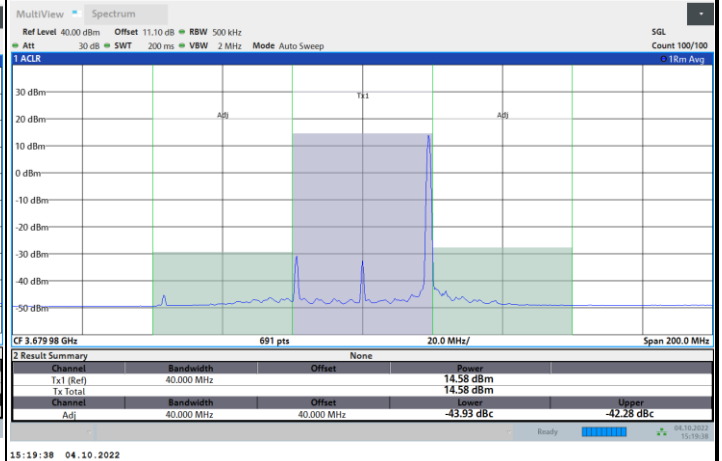 MultiView Spectrum
Ref Level 40.00 dBm Offset 11.10 dB RBW 500 kHz SGL
Att 30 dB SWT 200 ms VBW 2 MHz Mode Auto Sweep Count 100/100
1 ACLR 1Rm Avg
30 dBm
Tx1
20 dBm Adj Adj
10 dBm
0 dBm
-10 dBm
-20 dBm
-30 dBm
-40 dBm
-50 dBm
CF 3.679 98 GHz 691 pts 20.0 MHz/ Span 200.0 MHz
2 Result Summary None
Channel Bandwidth Offset Power
Tx1 (Ref) 40.000 MHz 14.58 dBm
Tx Total 14.58 dBm
Channel Bandwidth Offset Lower Upper
Adj 40.000 MHz 40.000 MHz -43.93 dBc -42.28 dBc
Ready 04.10.2022
15:19:38
15:19:38 04.10.2022